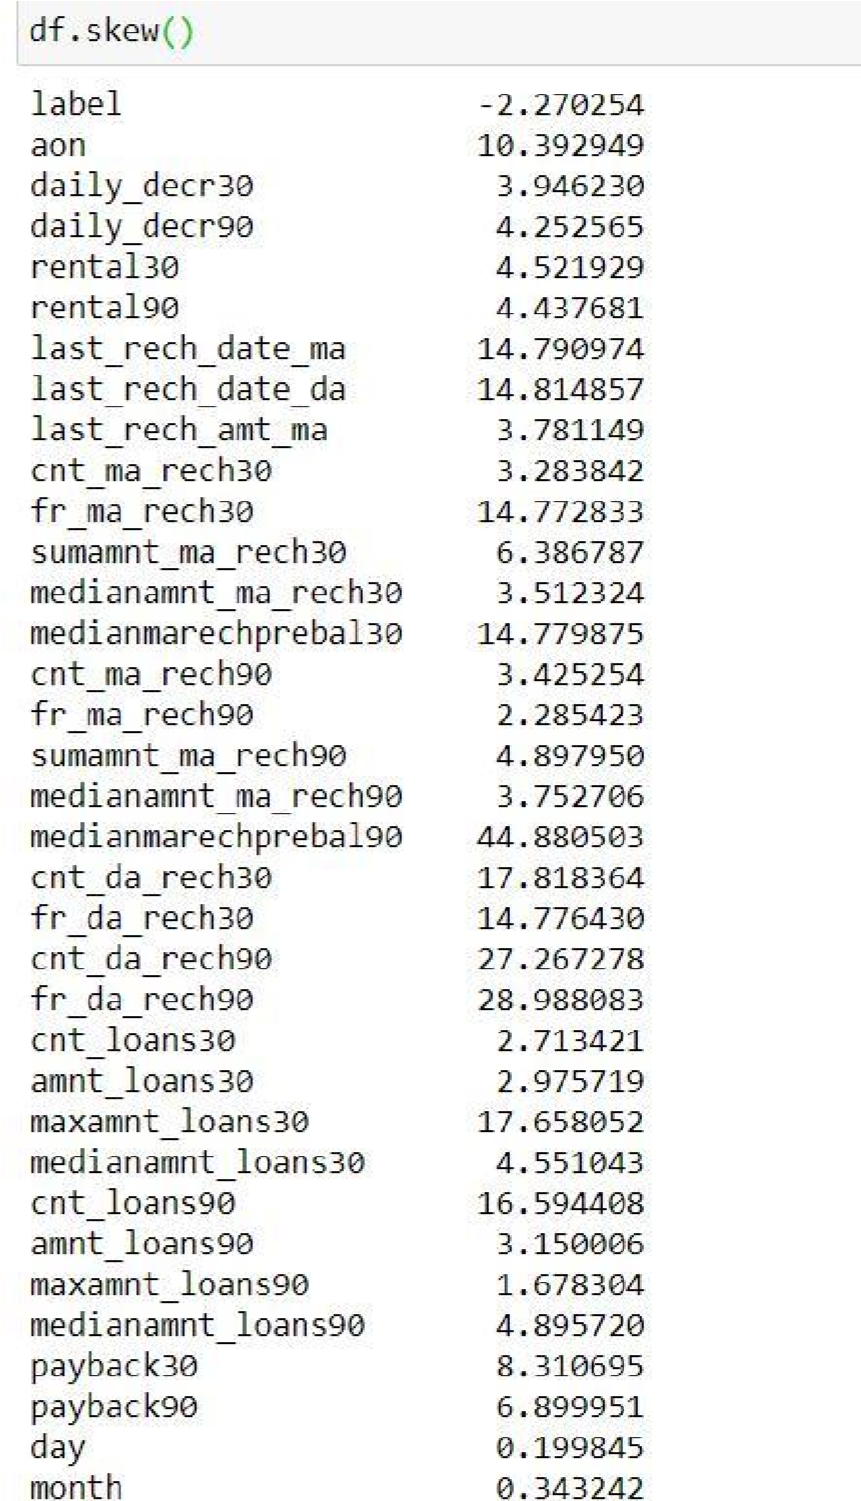 df.skew()
label -2.270254
aon 10.392949
daily_decr30 3.946230
daily_decr90 4.252565
rental30 4.521929
rental90 4.437681
last_rech_date_ma 14.790974
last_rech_date_da 14.814857
last_rech_amt_ma 3.781149
cnt_ma_rech30 3.283842
fr_ma_rech30 14.772833
sumamnt_ma_rech30 6.386787
medianamnt_ma_rech30 3.512324
medianmarechprebal30 14.779875
cnt_ma_rech90 3.425254
fr_ma_rech90 2.285423
sumamnt_ma_rech90 4.897950
medianamnt_ma_rech90 3.752706
medianmarechprebal90 44.880503
cnt_da_rech30 17.818364
fr_da_rech30 14.776430
cnt_da_rech90 27.267278
fr_da_rech90 28.988083
cnt_loans30 2.713421
amnt_loans30 2.975719
maxamnt_loans30 17.658052
medianamnt_loans30 4.551043
cnt_loans90 16.594408
amnt_loans90 3.150006
maxamnt_loans90 1.678304
medianamnt_loans90 4.895720
payback30 8.310695
payback90 6.899951
day 0.199845
month 0.343242